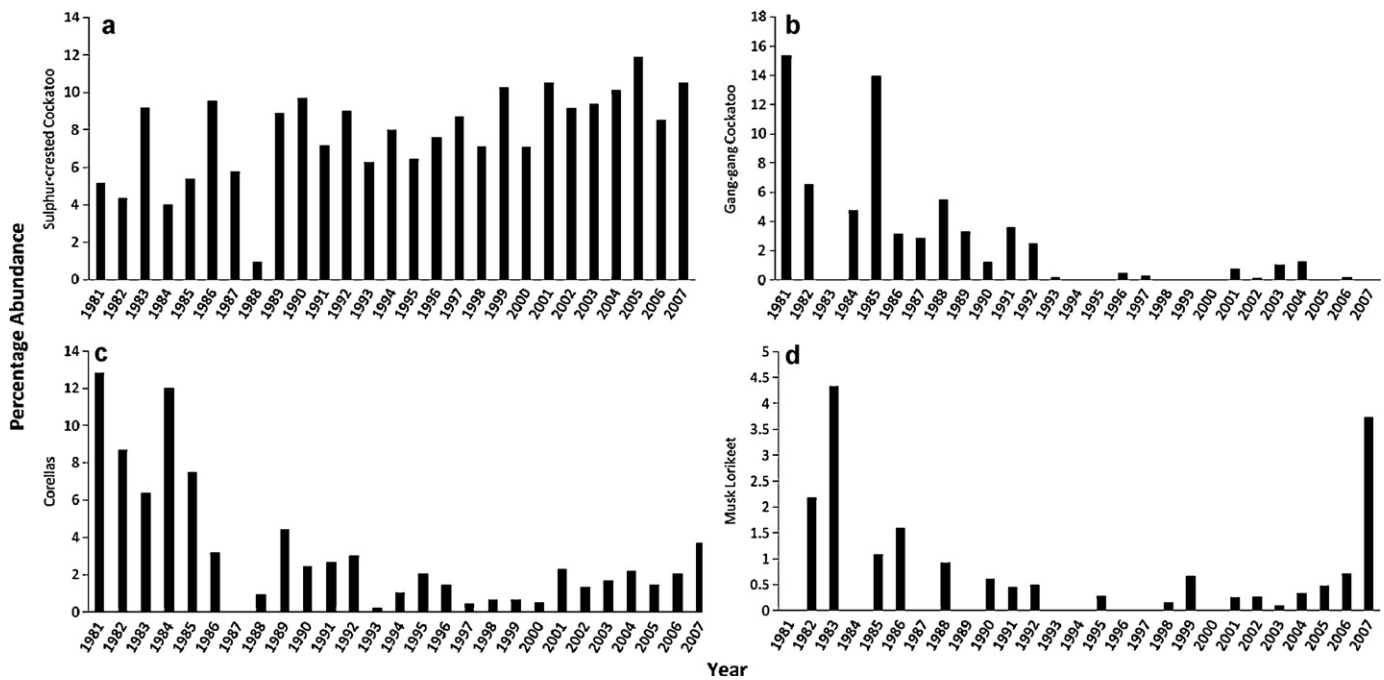 Percentage Abundance
a
Sulphur-crested Cockatoo
14
12
10
8
6
4
2
0
1981 1982 1983 1984 1985 1986 1987 1988 1989 1990 1991 1992 1993 1994 1995 1996 1997 1998 1999 2000 2001 2002 2003 2004 2005 2006 2007
b
Gang-gang Cockatoo
18
16
14
12
10
8
6
4
2
0
1981 1982 1983 1984 1985 1986 1987 1988 1989 1990 1991 1992 1993 1994 1995 1996 1997 1998 1999 2000 2001 2002 2003 2004 2005 2006 2007
c
Corellas
14
12
10
8
6
4
2
0
1981 1982 1983 1984 1985 1986 1987 1988 1989 1990 1991 1992 1993 1994 1995 1996 1997 1998 1999 2000 2001 2002 2003 2004 2005 2006 2007
d
Musk Lorikeet
5
4.5
4
3.5
3
2.5
2
1.5
1
0.5
0
1981 1982 1983 1984 1985 1986 1987 1988 1989 1990 1991 1992 1993 1994 1995 1996 1997 1998 1999 2000 2001 2002 2003 2004 2005 2006 2007
Year